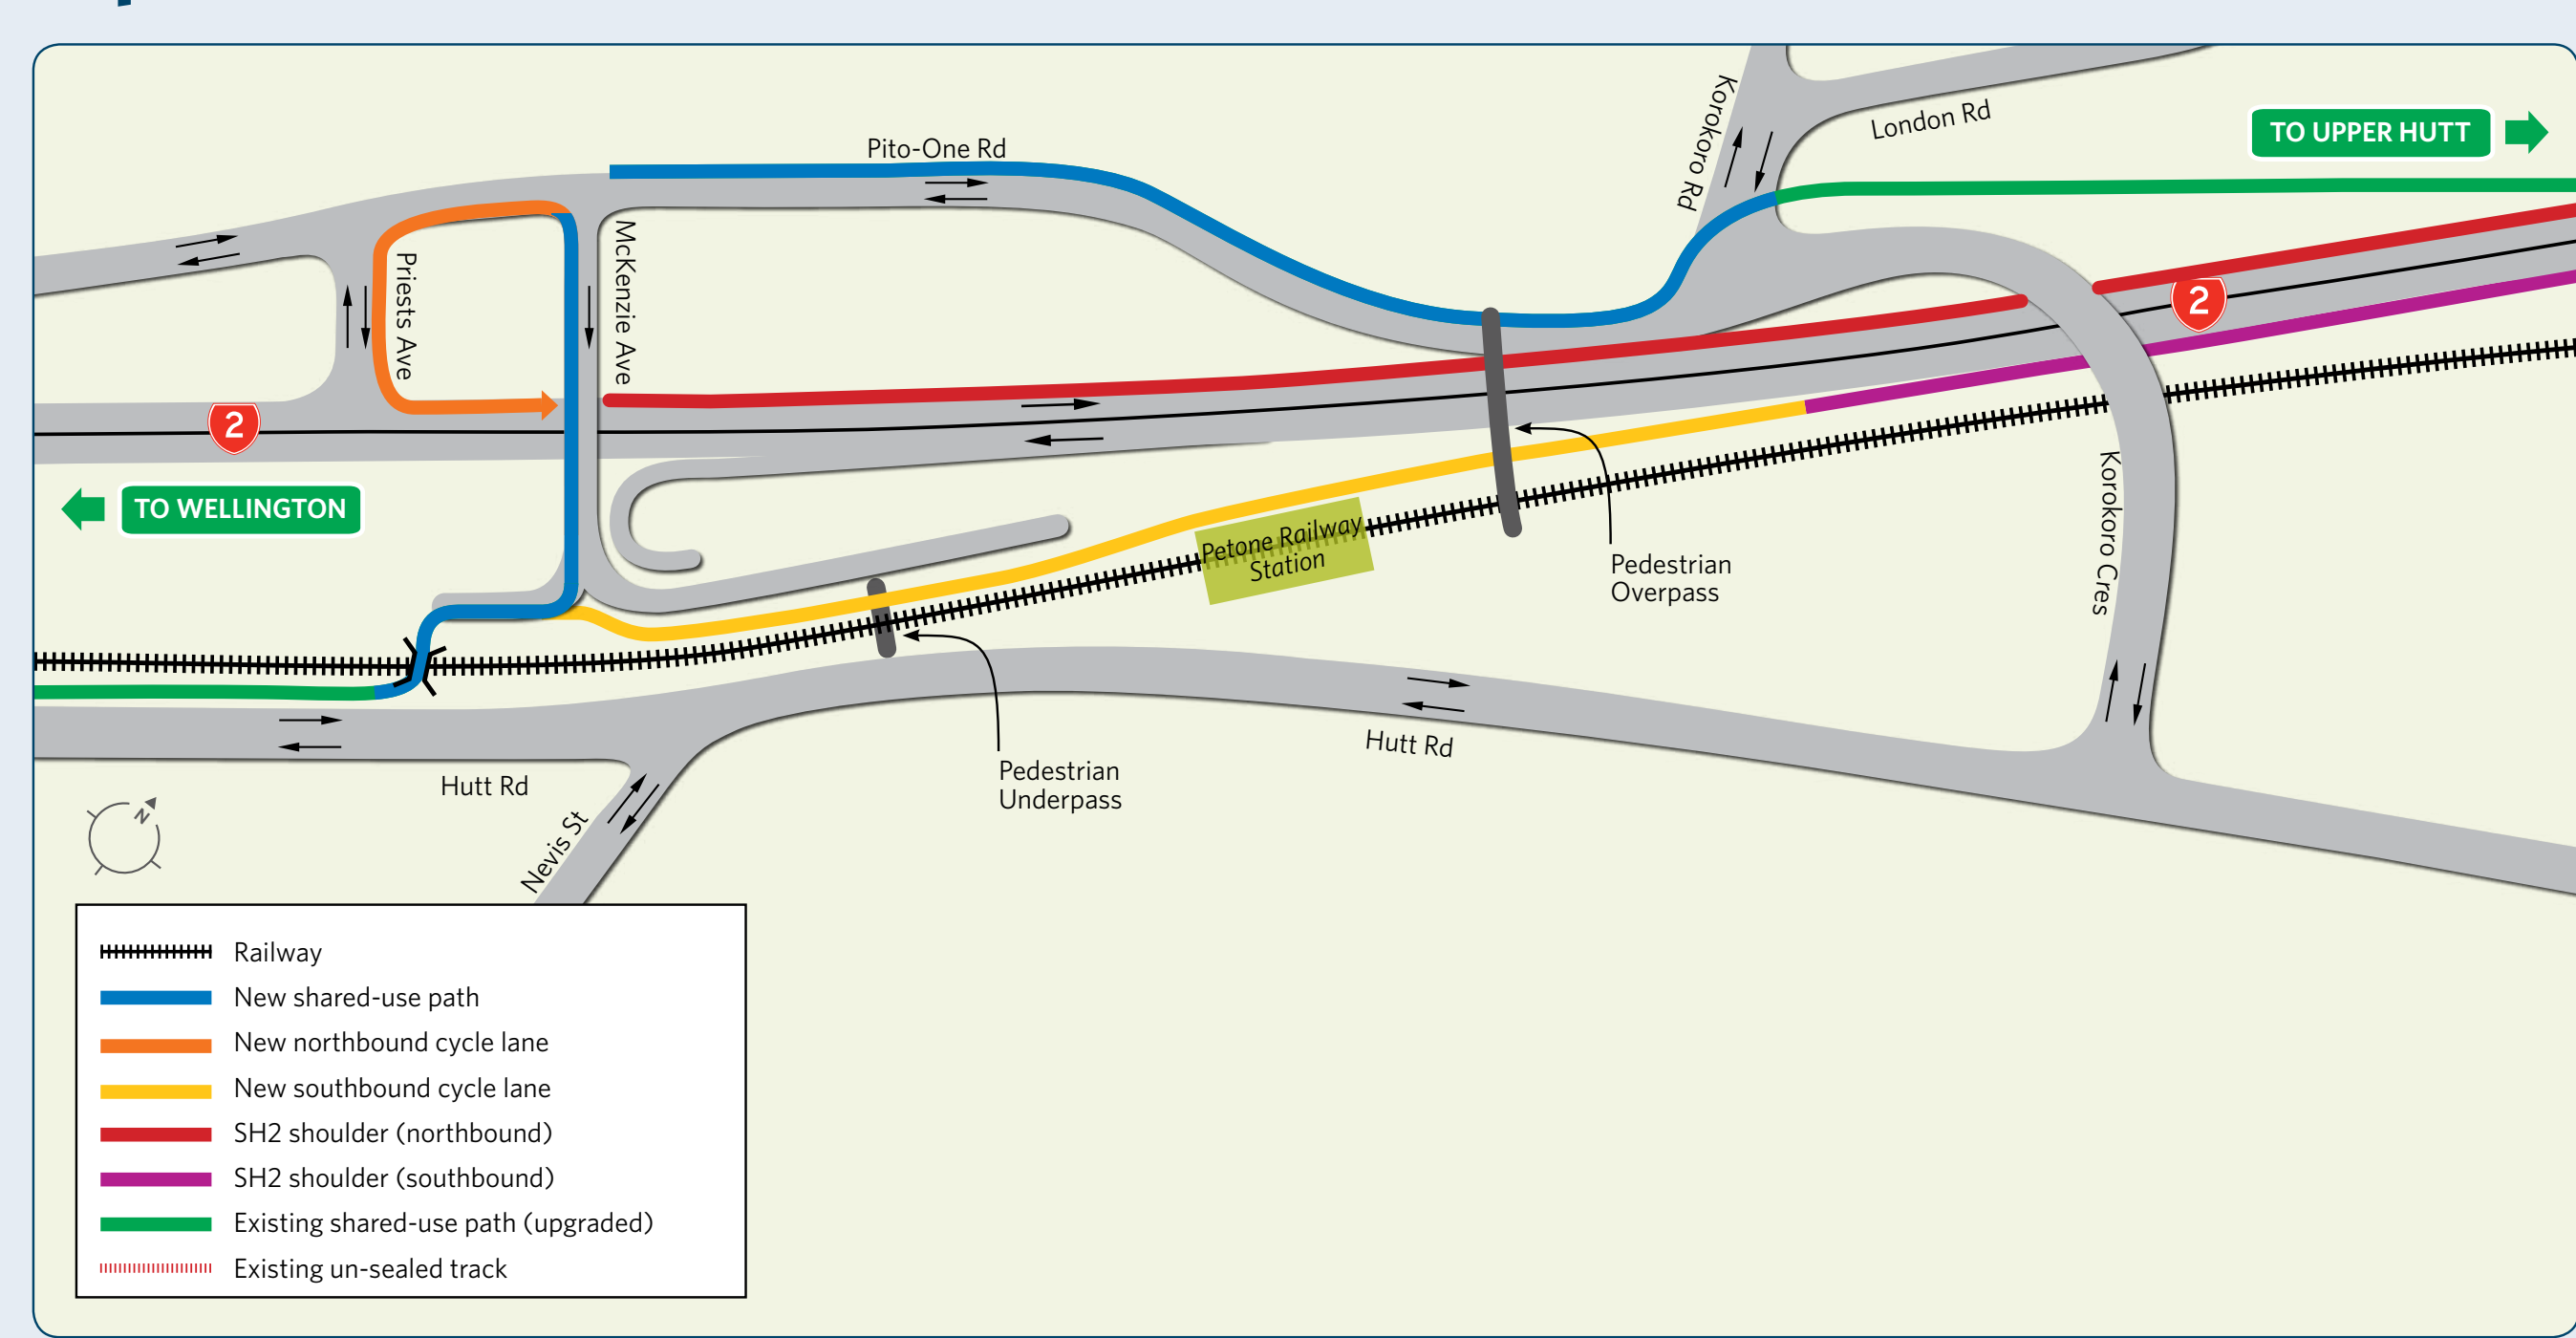 Pito-One Rd
Korokoro Rd
London Rd
TO UPPER HUTT
Priests Ave
McKenzie Ave
2
2
TO WELLINGTON
Petone Railway
Station
Pedestrian
Overpass
Korokoro Cres
Hutt Rd
Pedestrian
Underpass
Hutt Rd
Nevis St
N
Railway
New shared-use path
New northbound cycle lane
New southbound cycle lane
SH2 shoulder (northbound)
SH2 shoulder (southbound)
Existing shared-use path (upgraded)
Existing un-sealed track